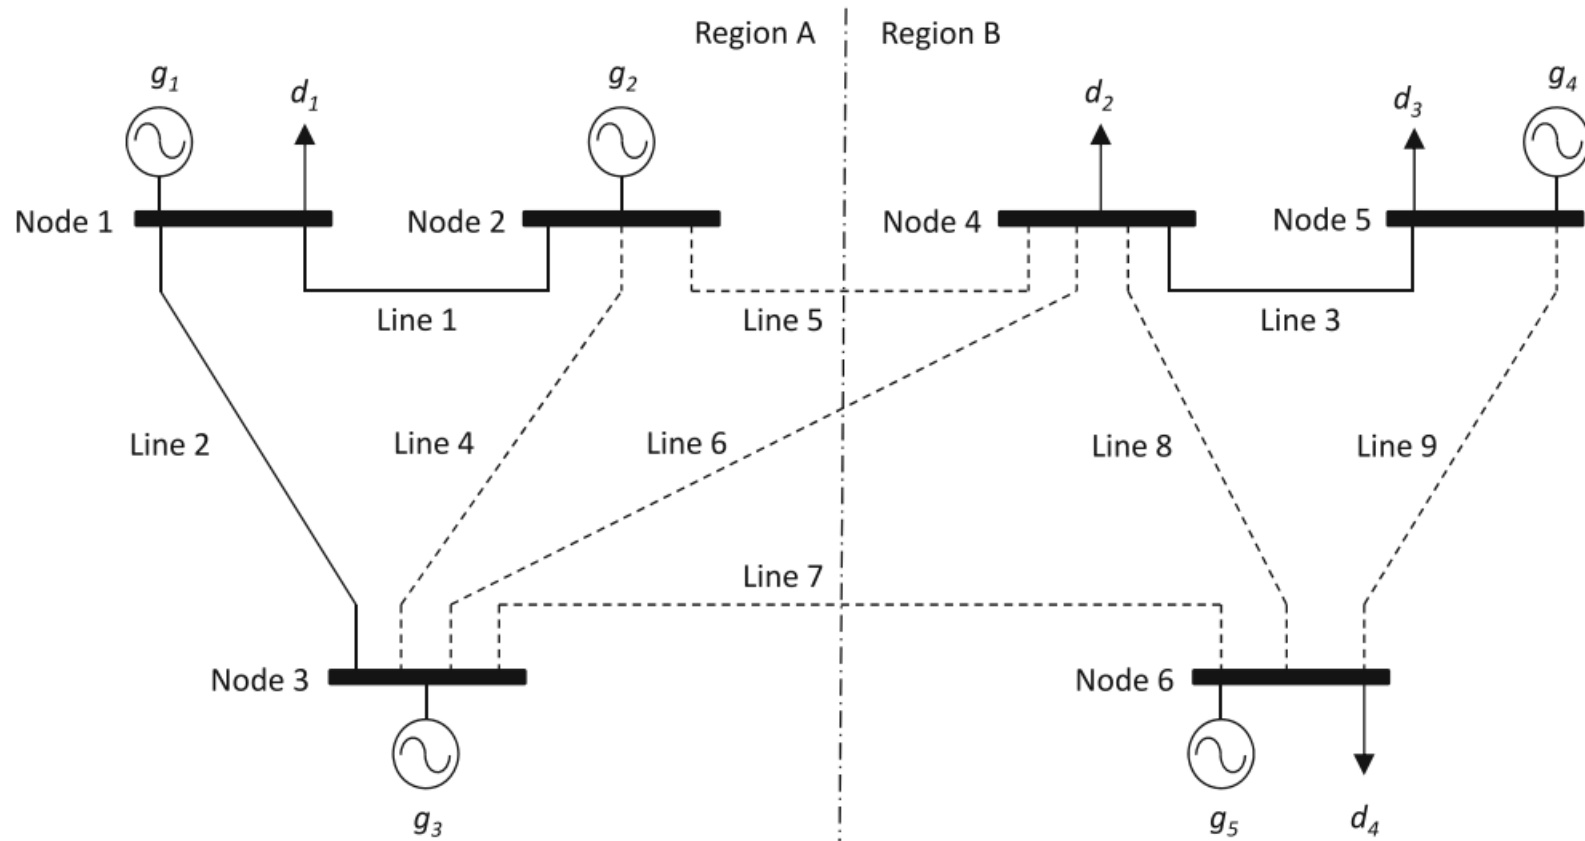 Region A
Region B
g1
d1
g2
d2
d3
g4
Node 1
Node 2
Node 4
Node 5
Line 1
Line 5
Line 3
Line 2
Line 4
Line 6
Line 8
Line 9
Line 7
Node 3
Node 6
g3
g5
d4